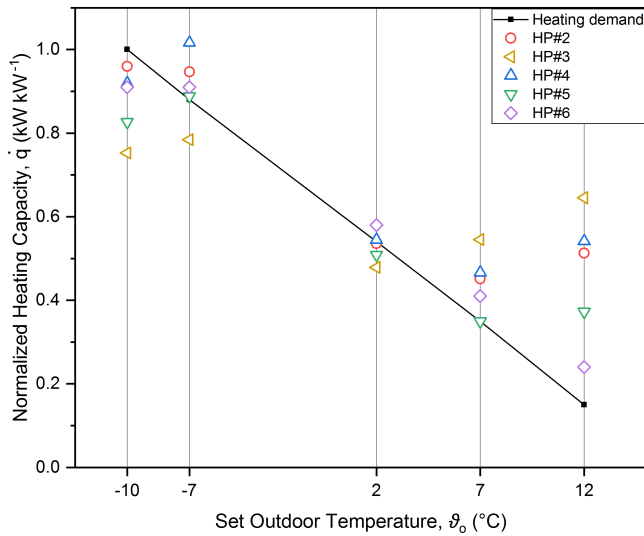 Heating demand
HP#2
HP#3
HP#4
HP#5
HP#6
Normalized Heating Capacity, q̇ (kW kW⁻¹)
1.0
0.8
0.6
0.4
0.2
0.0
-10 -7 2 7 12
Set Outdoor Temperature, ϑₒ (°C)